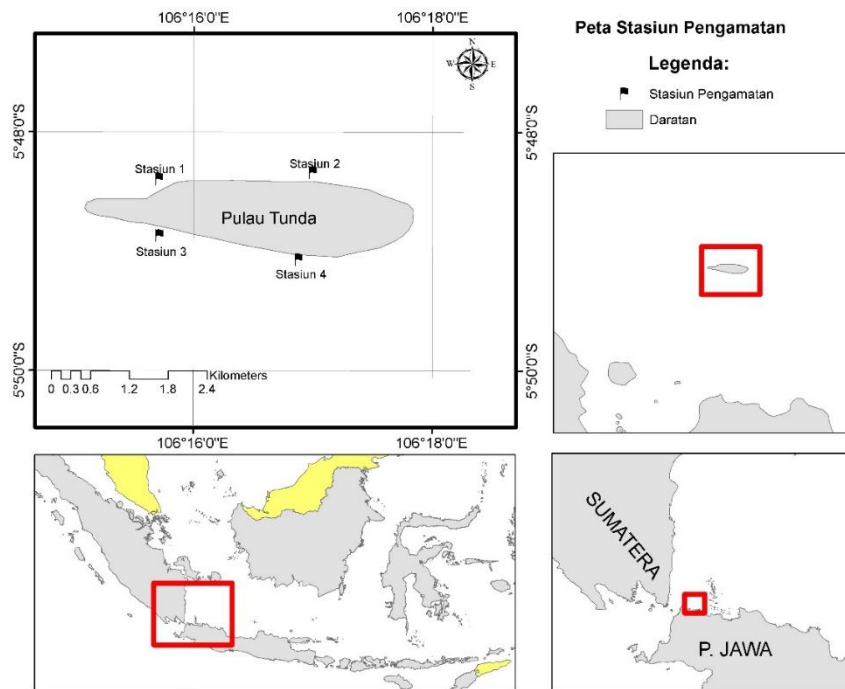 106°16'0"E
106°18'0"E
Peta Stasiun Pengamatan
Legenda:
Stasiun Pengamatan
Daratan
N
W
E
S
5°48'0"S
5°48'0"S
Stasiun 1
Stasiun 2
Pulau Tunda
Stasiun 3
Stasiun 4
5°50'0"S
5°50'0"S
Kilometers
0 0.3 0.6 1.2 1.8 2.4
106°16'0"E
106°18'0"E
SUMATERA
P. JAWA